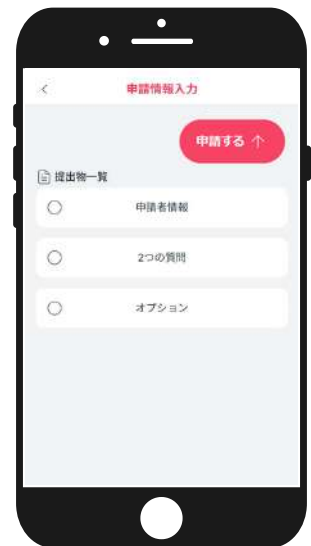 申請情報入力
申請する ↑
提出物一覧
申請者情報
2つの質問
オプション